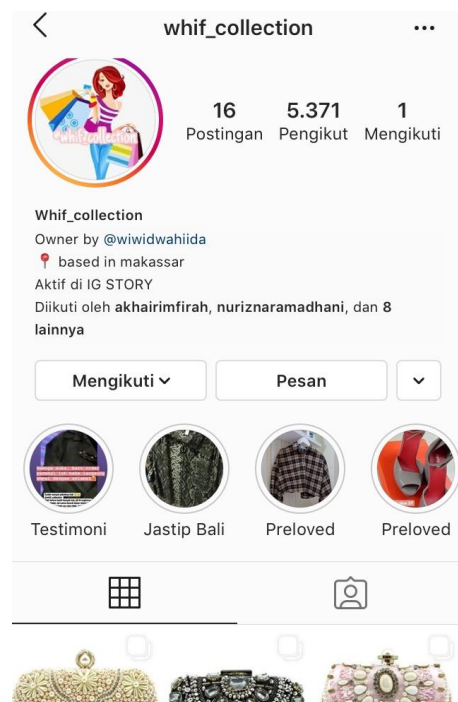 whif_collection
16 5.371 1
Postingan Pengikut Mengikuti
@whif_collection
Whif_collection
Owner by @wiwidwahiida
based in makassar
Aktif di IG STORY
Diikuti oleh akhairimfirah, nuriznaramadhani, dan 8
lainnya
Mengikuti Pesan
Testimoni Jastip Bali Preloved Preloved